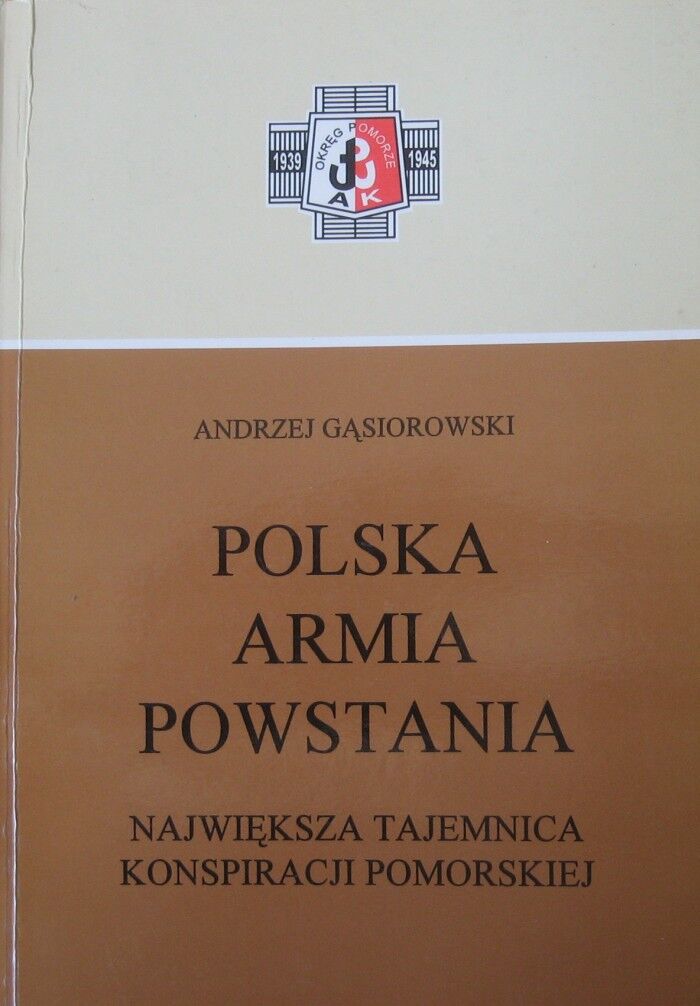 OKRĘG POMORZE
1939
1945
AK
ANDRZEJ GĄSIOROWSKI
POLSKA
ARMIA
POWSTANIA
NAJWIĘKSZA TAJEMNICA
KONSPIRACJI POMORSKIEJ